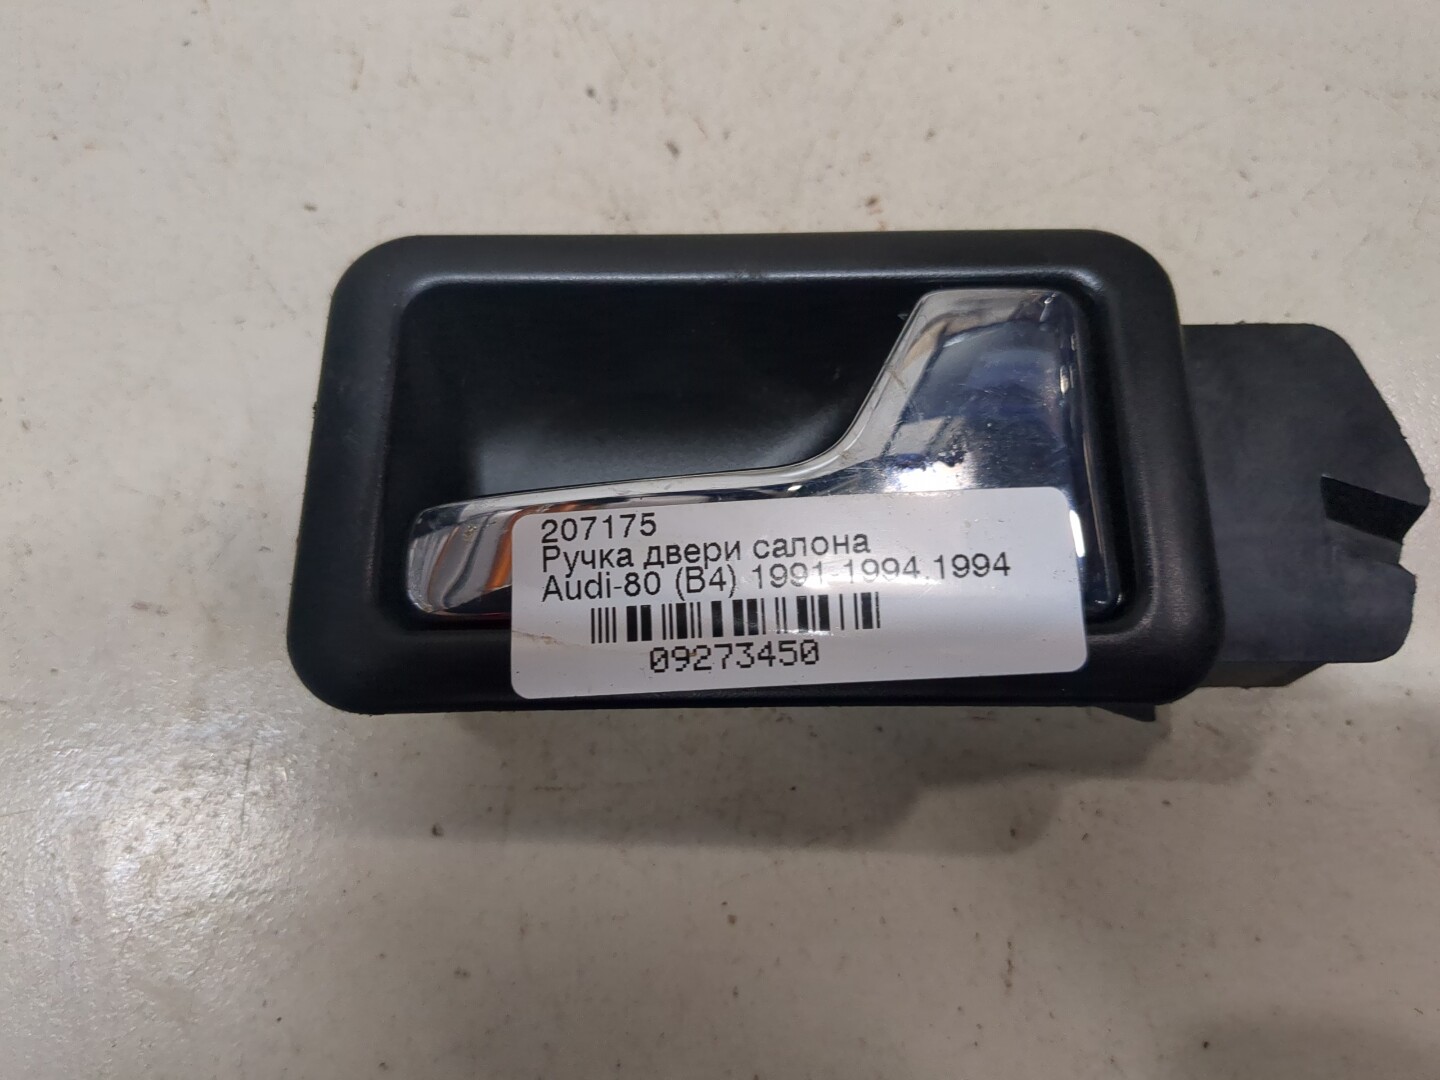 207175
Ручка двери салона
Audi-80 (B4) 1991-1994,1994
09273450